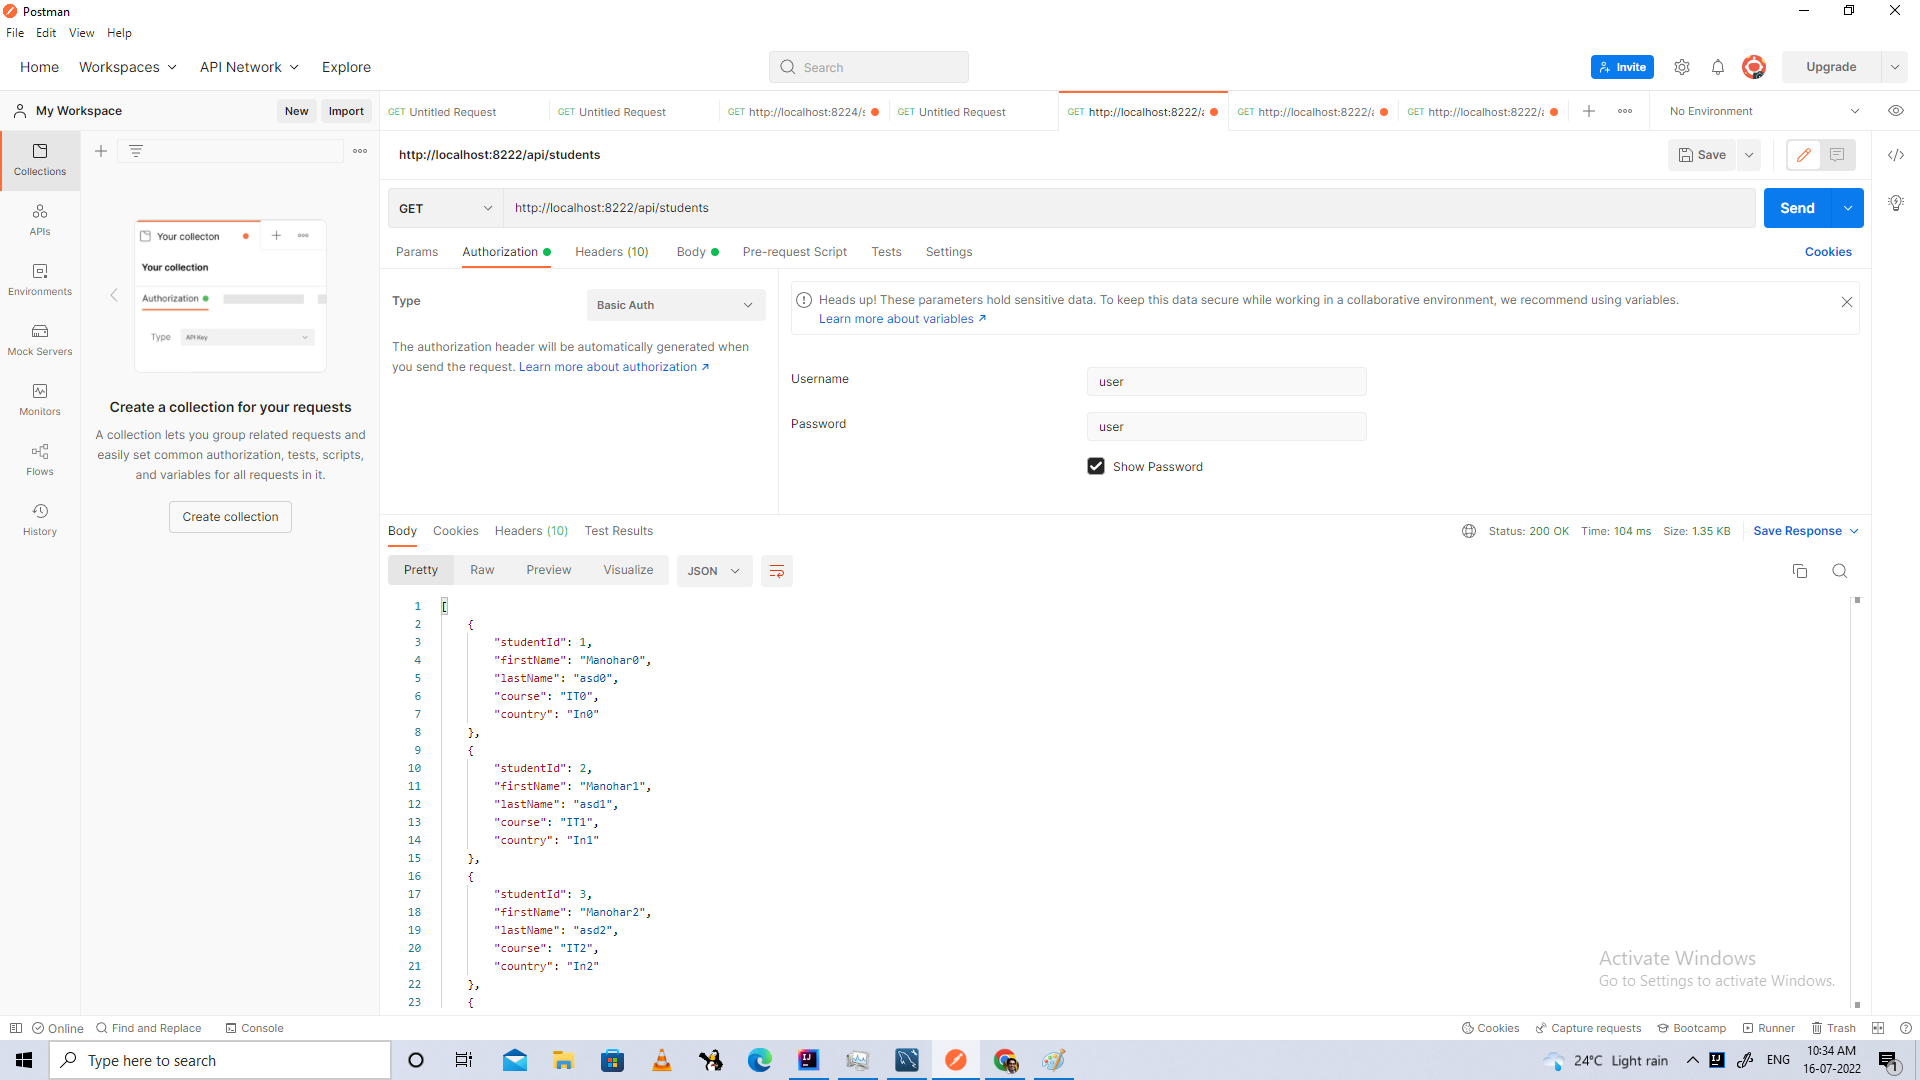 Postman
File Edit View Help
Home Workspaces API Network Explore
Search
Invite
Upgrade
My Workspace New Import
GET Untitled Request
GET Untitled Request
GET http://localhost:8224/s
GET Untitled Request
GET http://localhost:8222/a
GET http://localhost:8222/a
GET http://localhost:8222/a
No Environment
Collections
APIs
Environments
Mock Servers
Monitors
Flows
History
Your collecton
Your collection
Authorization
Type API Key
Create a collection for your requests
A collection lets you group related requests and
easily set common authorization, tests, scripts,
and variables for all requests in it.
Create collection
http://localhost:8222/api/students
Save
GET http://localhost:8222/api/students
Send
Params Authorization Headers (10) Body Pre-request Script Tests Settings
Cookies
Type Basic Auth
The authorization header will be automatically generated when
you send the request. Learn more about authorization ↗
Heads up! These parameters hold sensitive data. To keep this data secure while working in a collaborative environment, we recommend using variables.
Learn more about variables ↗
Username user
Password user
Show Password
Body Cookies Headers (10) Test Results
Status: 200 OK Time: 104 ms Size: 1.35 KB Save Response
Pretty Raw Preview Visualize JSON
1 [
2 {
3 "studentId": 1,
4 "firstName": "Manohar0",
5 "lastName": "asd0",
6 "course": "IT0",
7 "country": "In0"
8 },
9 {
10 "studentId": 2,
11 "firstName": "Manohar1",
12 "lastName": "asd1",
13 "course": "IT1",
14 "country": "In1"
15 },
16 {
17 "studentId": 3,
18 "firstName": "Manohar2",
19 "lastName": "asd2",
20 "course": "IT2",
21 "country": "In2"
22 },
23 {
Activate Windows
Go to Settings to activate Windows.
Online Find and Replace Console
Cookies Capture requests Bootcamp Runner Trash
Type here to search
24°C Light rain
ENG
10:34 AM
16-07-2022
1